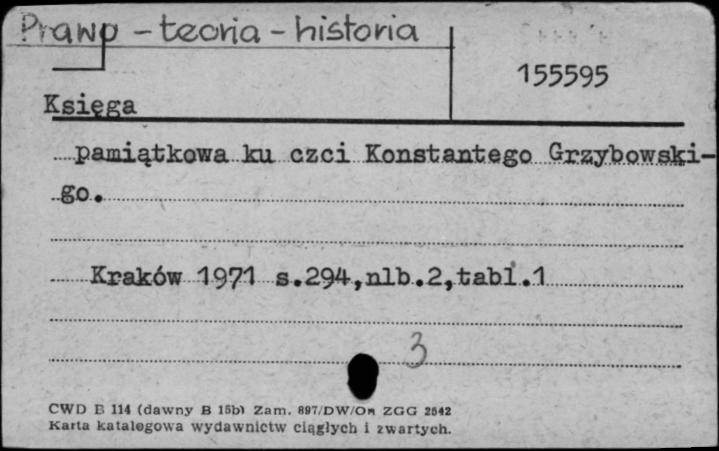 Prawo - teoria - historia
155595
Księga
pamiątkowa ku czci Konstantego Grzybowski-
go.
Kraków 1971 s.294,nlb.2,tabl.1
3
CWD B 114 (dawny B 15b) Zam. 897/DW/Om ZGG 2542
Karta katalogowa wydawnictw ciągłych i zwartych.